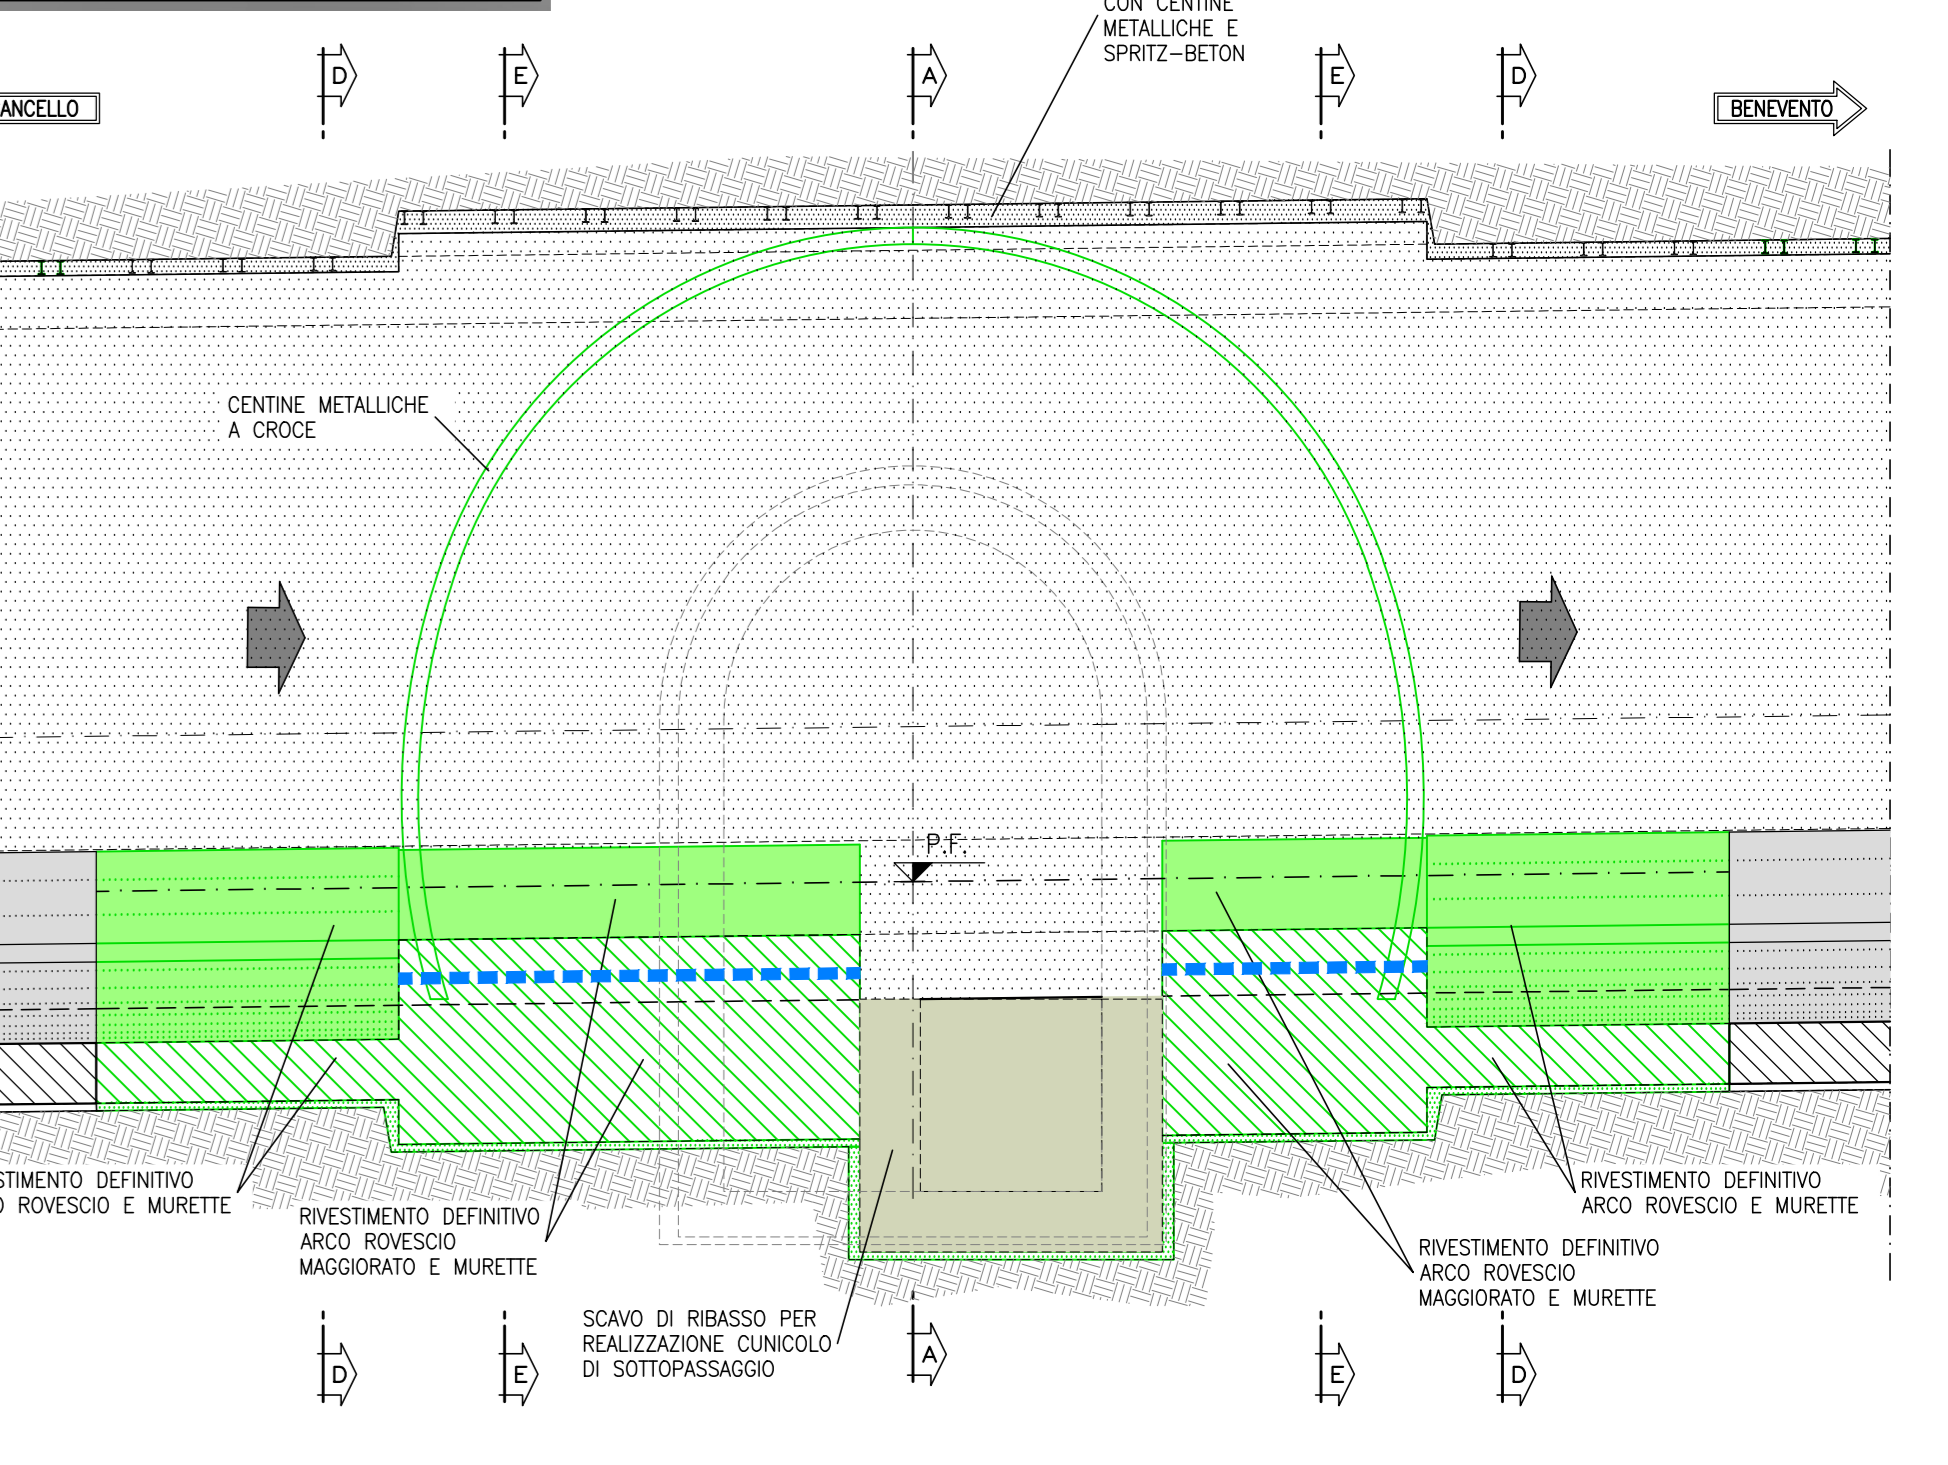 CON CENTINE
METALLICHE E
SPRITZ-BETON
D
E
A
E
D
ANCELLO
BENEVENTO
CENTINE METALLICHE
A CROCE
P.F.
STIMENTO DEFINITIVO
O ROVESCIO E MURETTE
RIVESTIMENTO DEFINITIVO
ARCO ROVESCIO
MAGGIORATO E MURETTE
SCAVO DI RIBASSO PER
REALIZZAZIONE CUNICOLO
DI SOTTOPASSAGGIO
RIVESTIMENTO DEFINITIVO
ARCO ROVESCIO E MURETTE
RIVESTIMENTO DEFINITIVO
ARCO ROVESCIO
MAGGIORATO E MURETTE
D
E
A
E
D